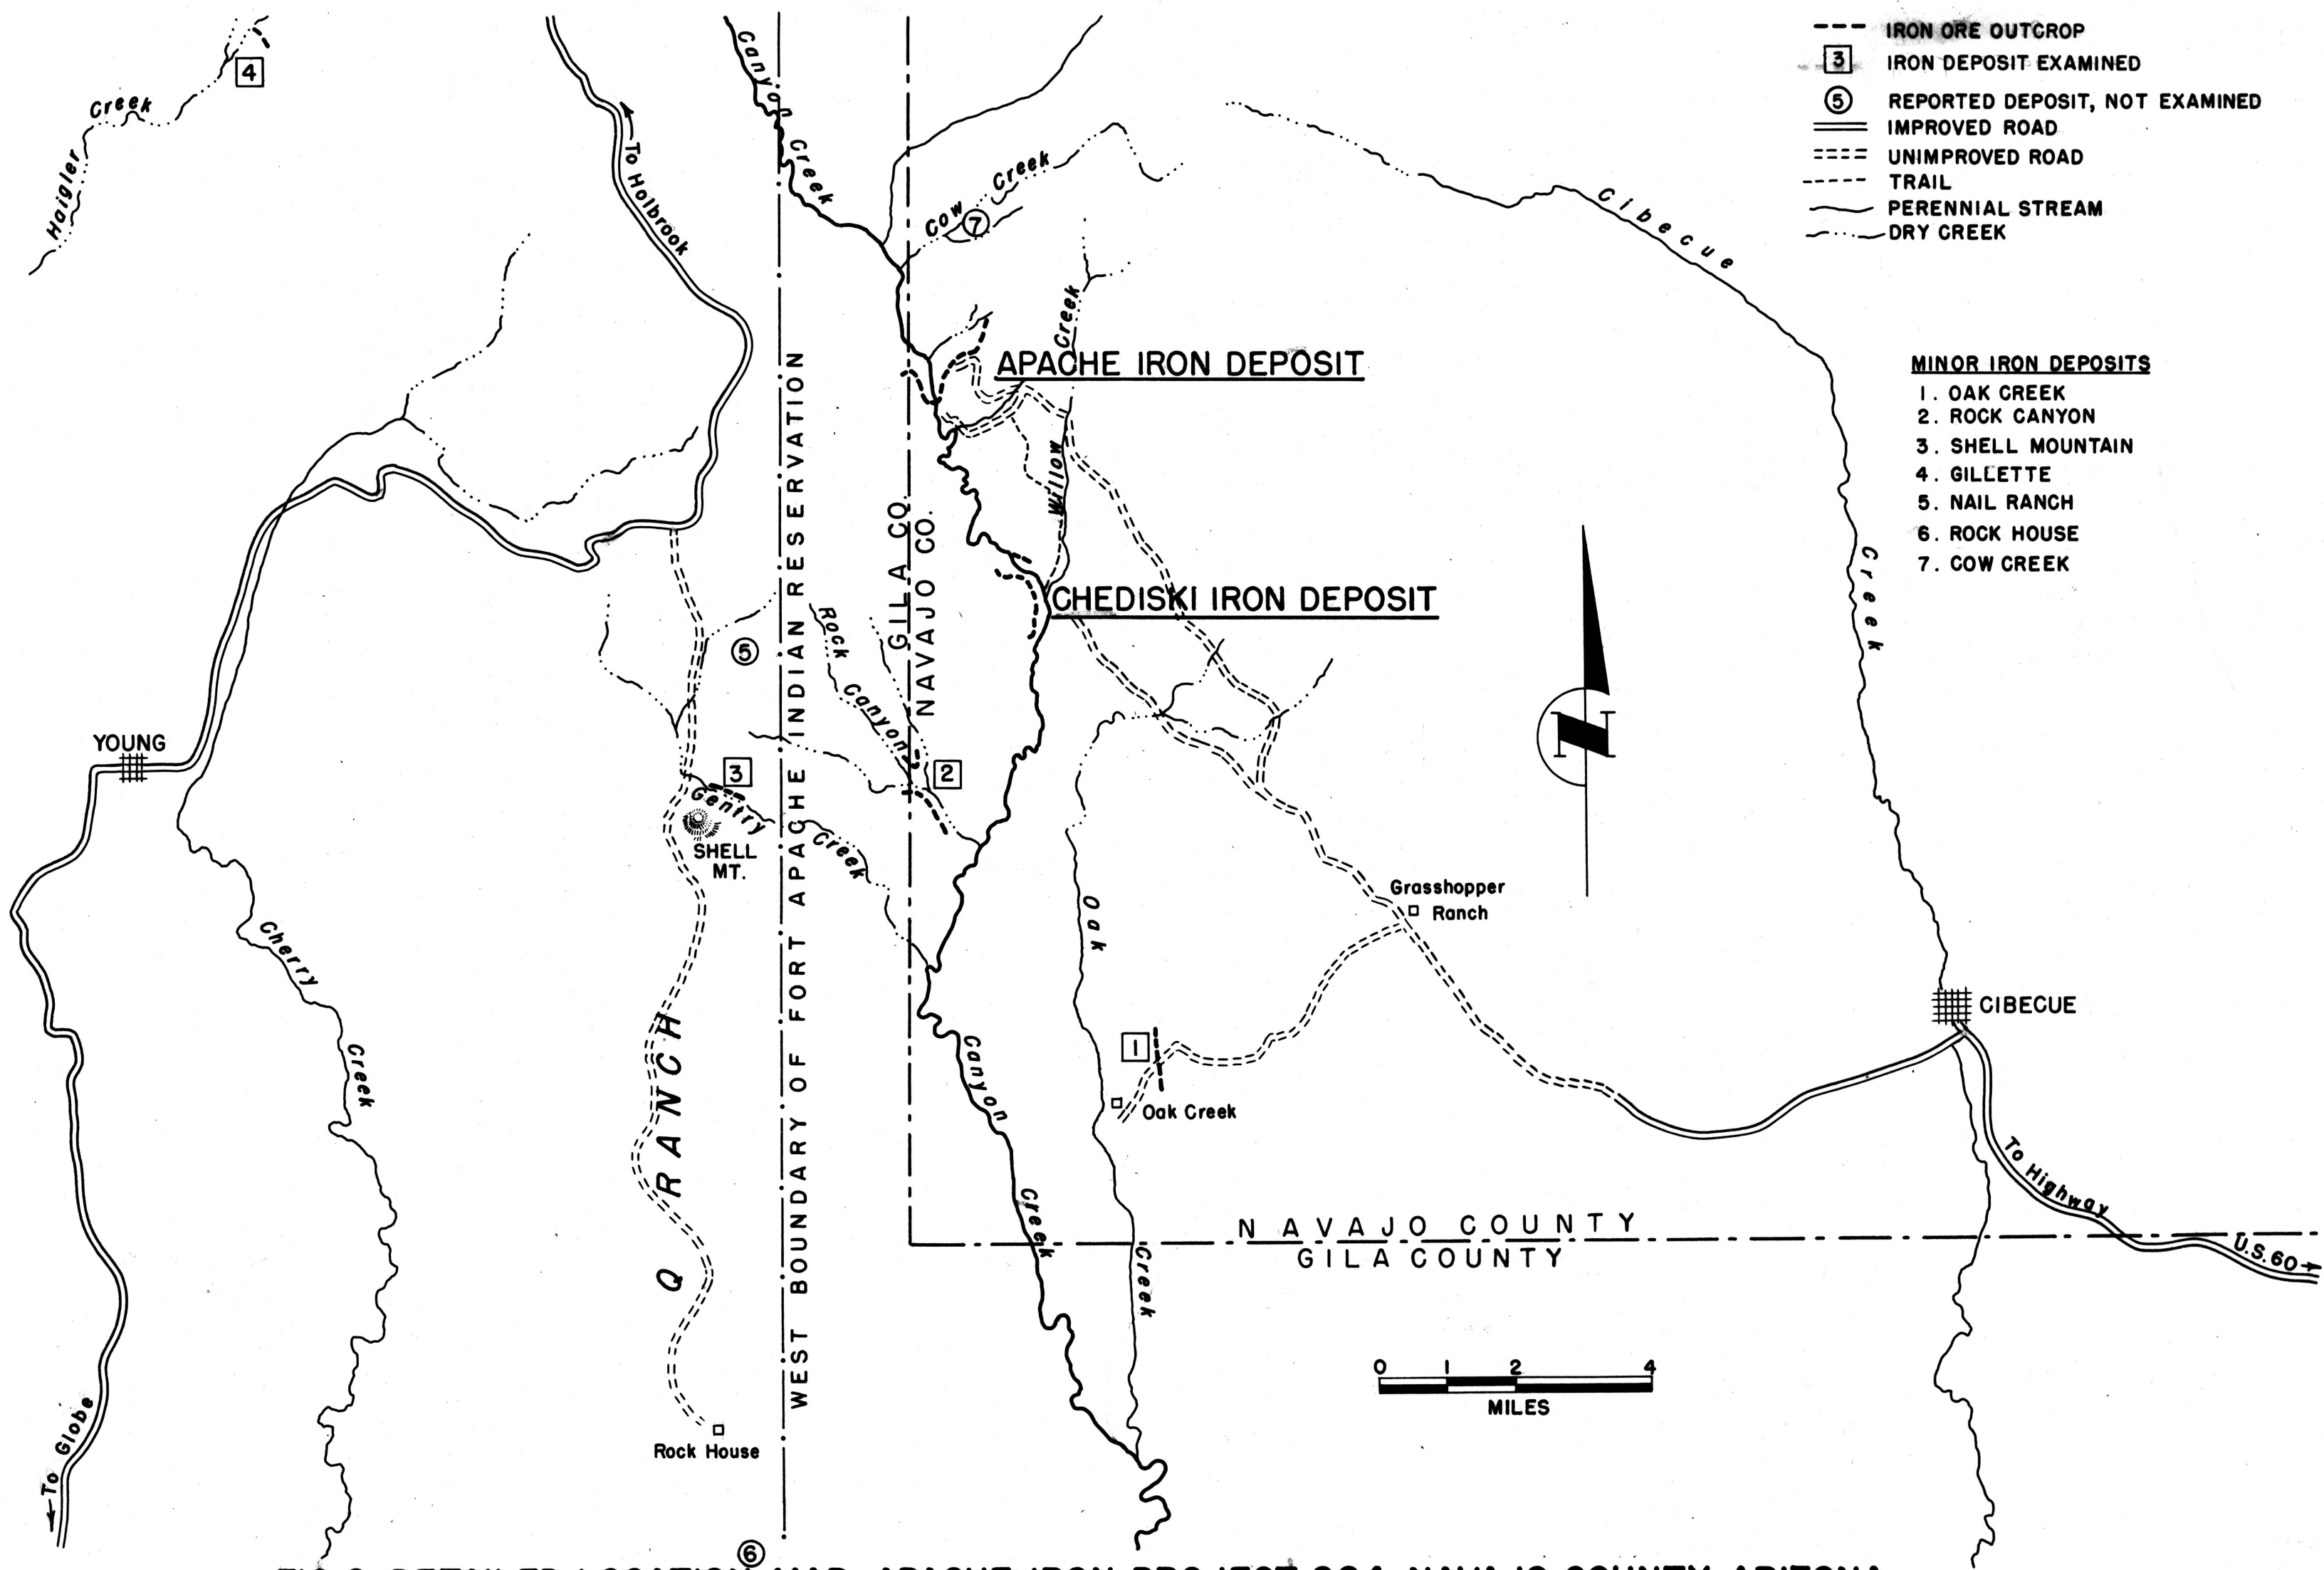 IRON ORE OUTCROP
3 IRON DEPOSIT EXAMINED
5 REPORTED DEPOSIT, NOT EXAMINED
IMPROVED ROAD
UNIMPROVED ROAD
TRAIL
PERENNIAL STREAM
DRY CREEK
MINOR IRON DEPOSITS
1. OAK CREEK
2. ROCK CANYON
3. SHELL MOUNTAIN
4. GILLETTE
5. NAIL RANCH
6. ROCK HOUSE
7. COW CREEK
4
Haigler Creek
To Holbrook
Canyon Creek
Cow Creek
7
Cibecue Creek
APACHE IRON DEPOSIT
Willow Creek
CHEDISKI IRON DEPOSIT
GILA CO.
NAVAJO CO.
WEST BOUNDARY OF FORT APACHE INDIAN RESERVATION
5
Rock Canyon
N
YOUNG
3
2
Gentry Creek
SHELL
MT.
Grasshopper
Ranch
Cherry Creek
Oak Creek
CIBECUE
Q RANCH
1
Oak Creek
Canyon Creek
To Highway
U.S. 60
NAVAJO COUNTY
GILA COUNTY
0 1 2 4
MILES
To Globe
Rock House
6